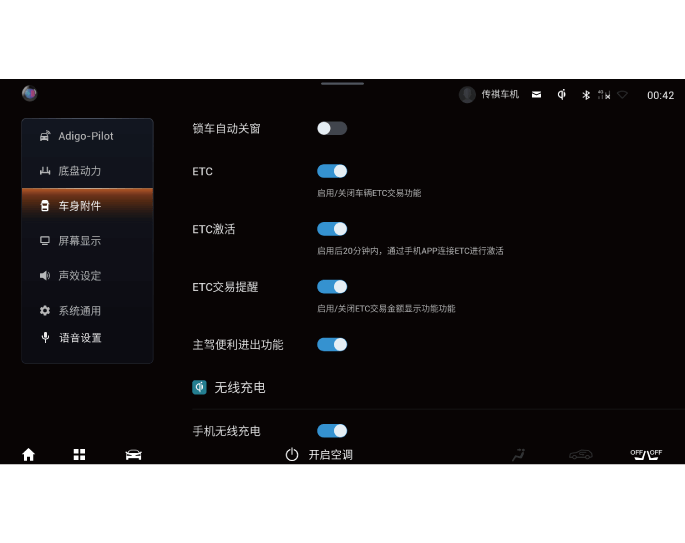 传祺车机
00:42
Adigo-Pilot
底盘动力
车身附件
屏幕显示
声效设定
系统通用
语音设置
锁车自动关窗
ETC
启用/关闭车辆ETC交易功能
ETC激活
启用后20分钟内，通过手机APP连接ETC进行激活
ETC交易提醒
启用/关闭ETC交易金额显示功能功能
主驾便利进出功能
无线充电
手机无线充电
开启空调
OFF OFF